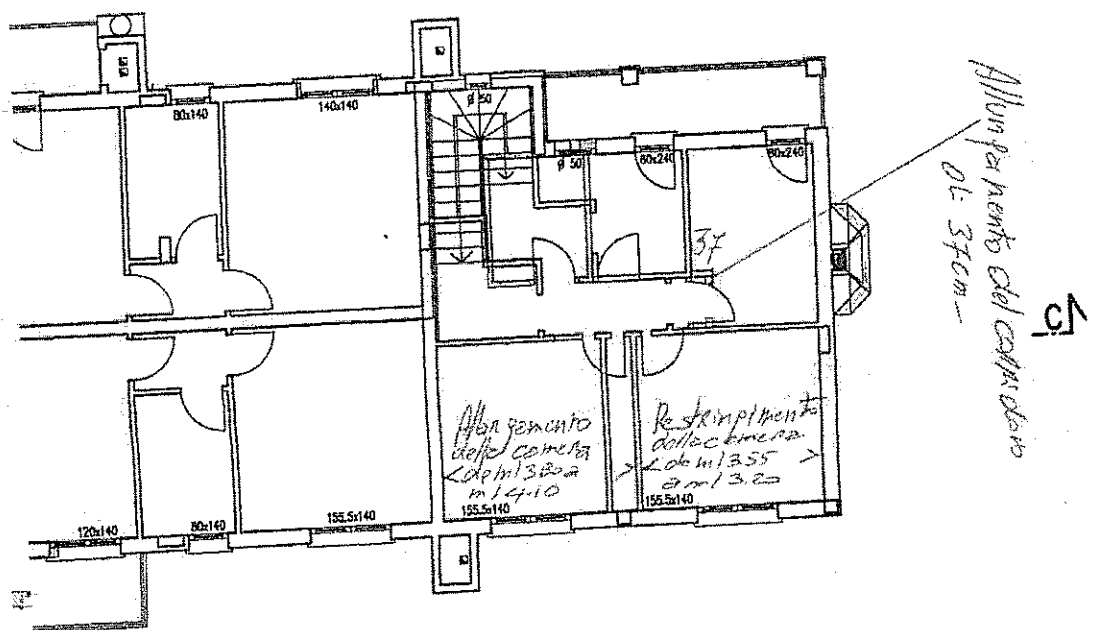 80x140
140x140
ø 50
ø 50
80x240
80x240
37
Allungamento del corridoio
di 37cm
C
Allargamento
della camera
< da ml 3.80 a
ml 4.10
Restringimento
della camera
< da ml 3.55 >
a ml 3.20
155.5x140
155.5x140
120x140
80x140
155.5x140